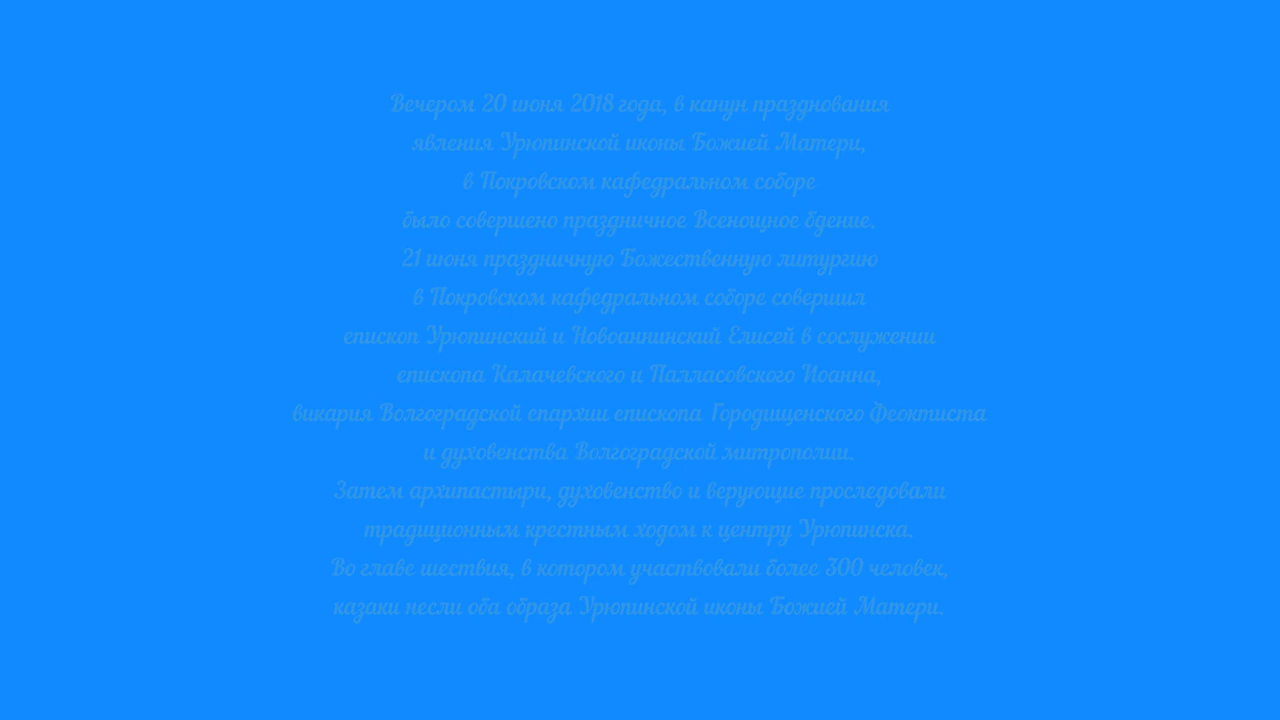 Вечером 20 июня 2018 года, в канун празднования
явления Урюпинской иконы Божией Матери,
в Покровском кафедральном соборе
было совершено праздничное Всенощное бдение.
21 июня праздничную Божественную литургию
в Покровском кафедральном соборе совершил
епископ Урюпинский и Новоаннинский Елисей в сослужении
епископа Калачевского и Палласовского Иоанна,
викария Волгоградской епархии епископа Городищенского Феоктиста
и духовенства Волгоградской митрополии.
Затем архипастыри, духовенство и верующие проследовали
традиционным крестным ходом к центру Урюпинска.
Во главе шествия, в котором участвовали более 300 человек,
казаки несли оба образа Урюпинской иконы Божией Матери.